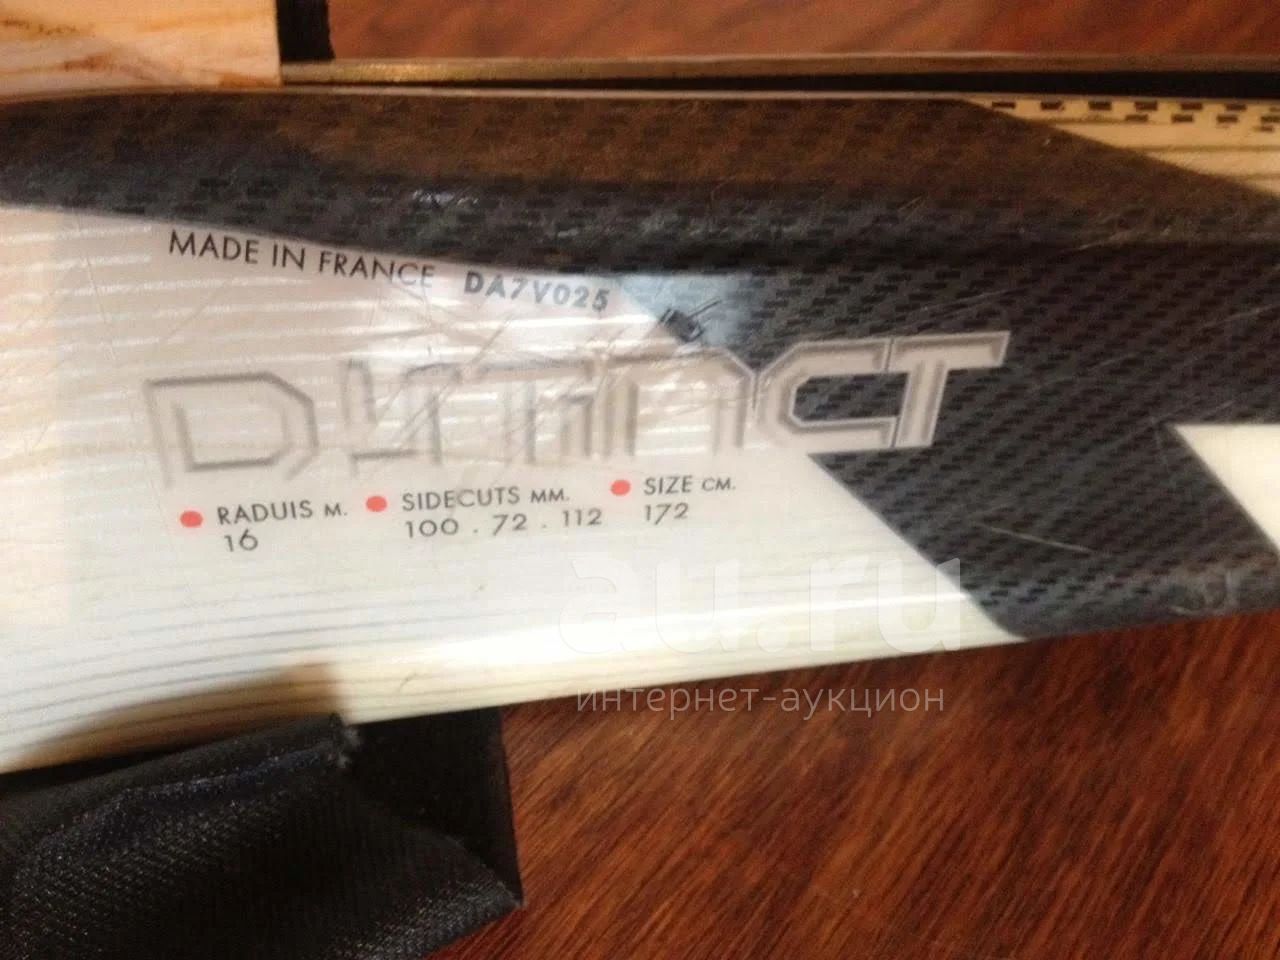 MADE IN FRANCE DA7V025
RADUIS M. SIDECUTS MM. SIZE CM.
16 100 . 72 . 112 172
au.ru
интернет-аукцион